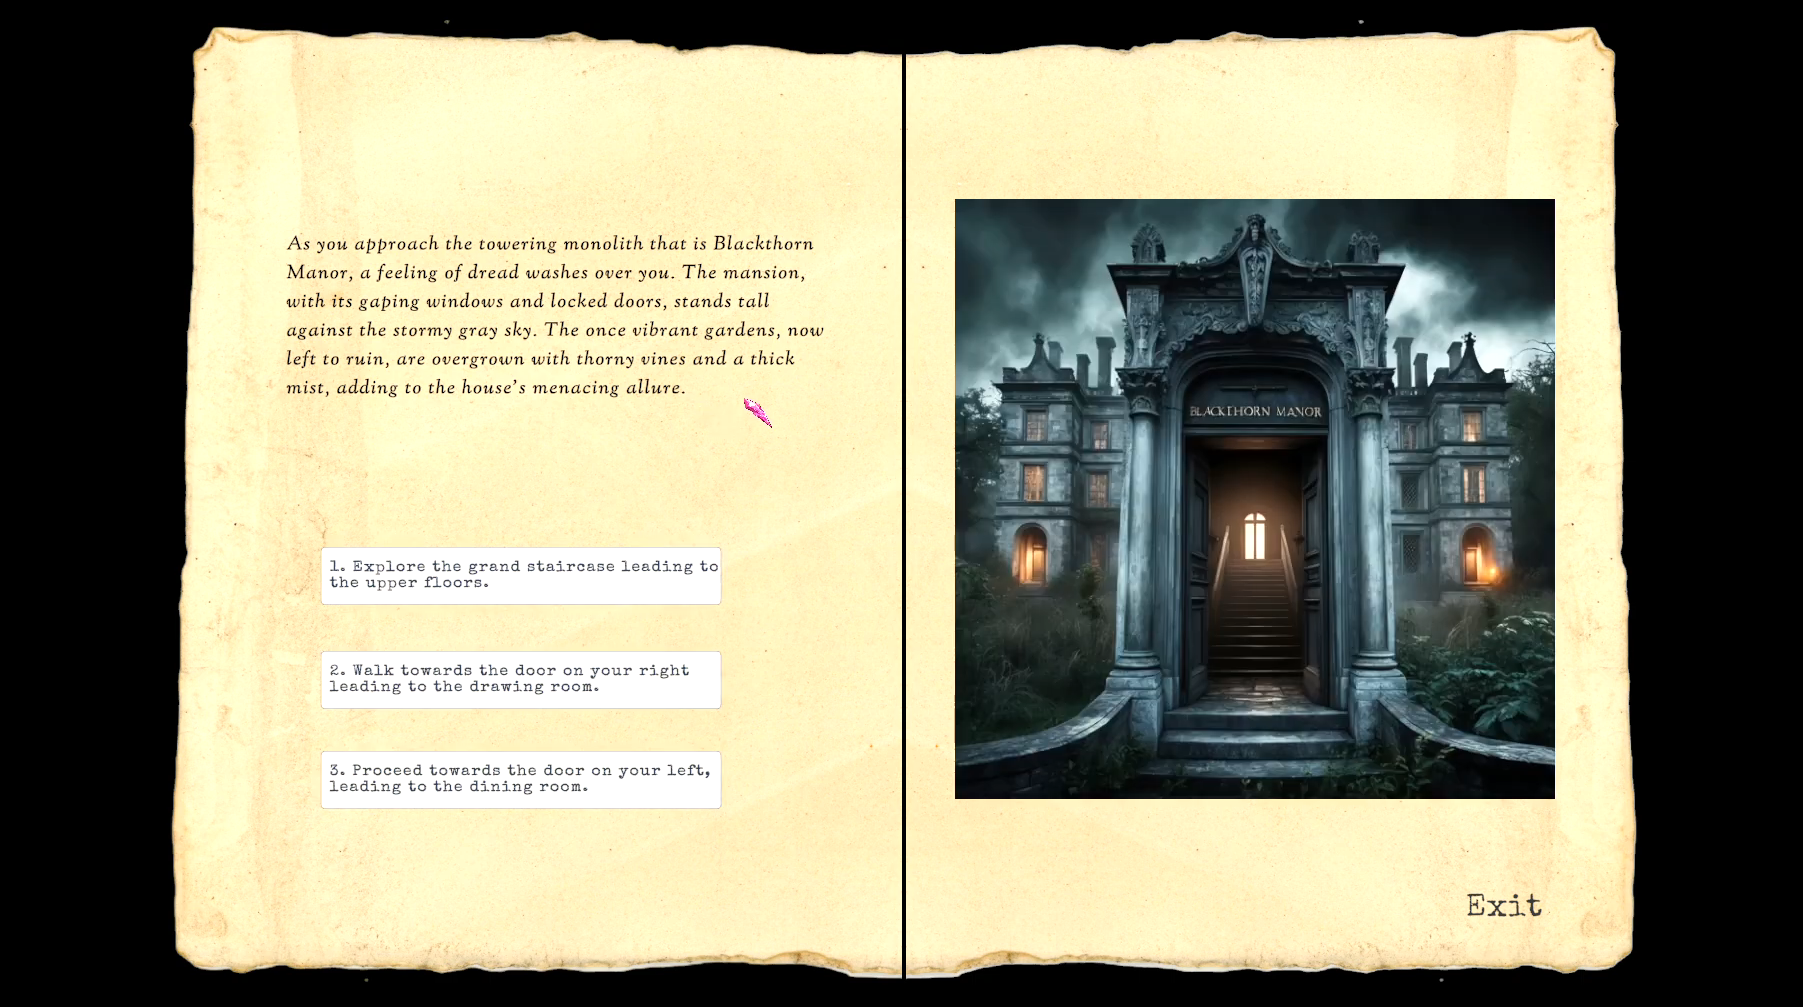 As you approach the towering monolith that is Blackthorn
Manor, a feeling of dread washes over you. The mansion,
with its gaping windows and locked doors, stands tall
against the stormy gray sky. The once vibrant gardens, now
left to ruin, are overgrown with thorny vines and a thick
mist, adding to the house's menacing allure.
1. Explore the grand staircase leading to
the upper floors.
2. Walk towards the door on your right
leading to the drawing room.
3. Proceed towards the door on your left,
leading to the dining room.
BLACKTHORN MANOR
Exit